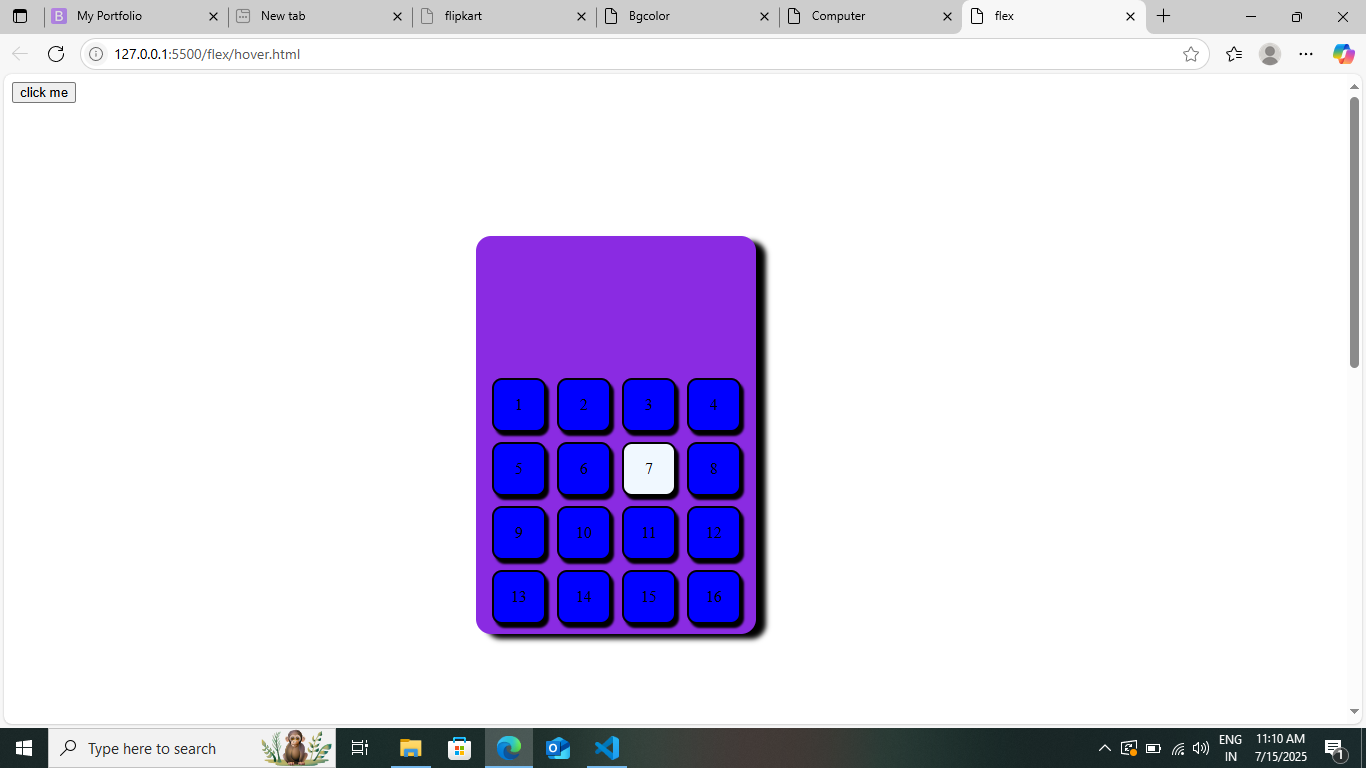 My Portfolio
New tab
flipkart
Bgcolor
Computer
flex
127.0.0.1:5500/flex/hover.html
click me
1 2 3 4
5 6 7 8
9 10 11 12
13 14 15 16
Type here to search
ENG 11:10 AM
IN 7/15/2025
1